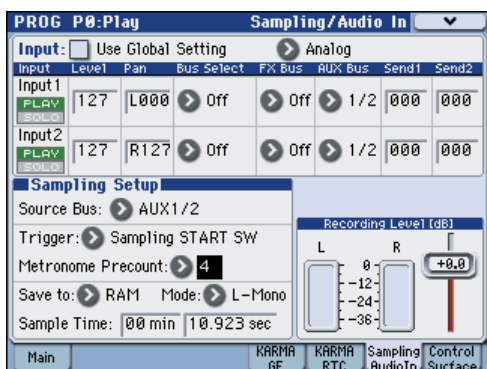 PROG P0:Play Sampling/Audio In
Input: Use Global Setting Analog
Input Level Pan Bus Select FX Bus AUX Bus Send1 Send2
Input1
PLAY 127 L000 Off Off 1/2 000 000
SOLO
Input2
PLAY 127 R127 Off Off 1/2 000 000
SOLO
Sampling Setup
Source Bus: AUX1/2
Trigger: Sampling START SW
Metronome Precount: 4
Save to: RAM Mode: L-Mono
Sample Time: 00 min 10.923 sec
Recording Level [dB]
L R
0 +0.0
-12
-24
-36
Main KARMA GE KARMA RTC Sampling AudioIn Control Surface